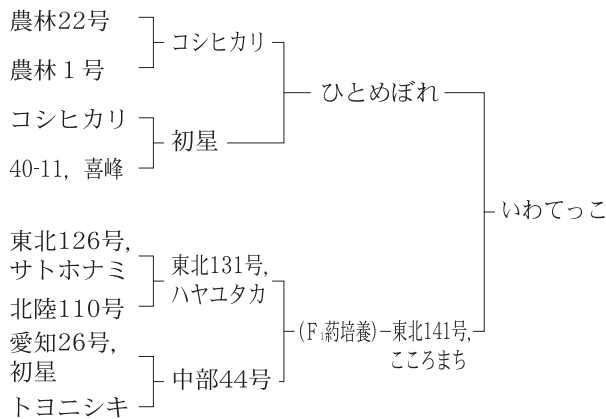 農林22号
コシヒカリ
農林１号
ひとめぼれ
コシヒカリ
初星
40-11，喜峰
いわてっこ
東北126号，
サトホナミ
東北131号，
ハヤユタカ
北陸110号
(F₁葯培養)－東北141号，
こころまち
愛知26号，
初星
中部44号
トヨニシキ